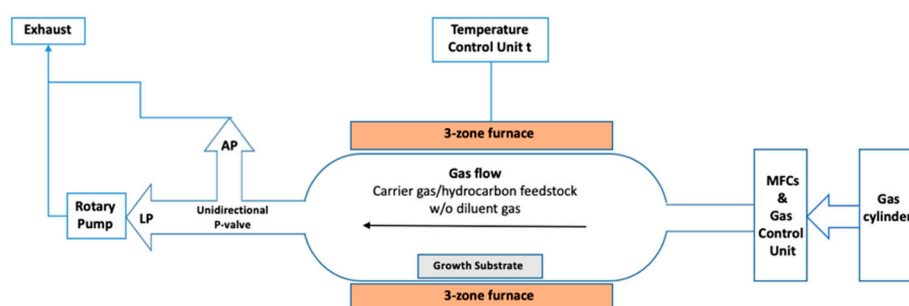 Exhaust
Temperature
Control Unit t
3-zone furnace
AP
Gas flow
Carrier gas/hydrocarbon feedstock
w/o diluent gas
MFCs
&
Gas
Control
Unit
Gas
cylinder
Rotary
Pump
LP
Unidirectional
P-valve
Growth Substrate
3-zone furnace